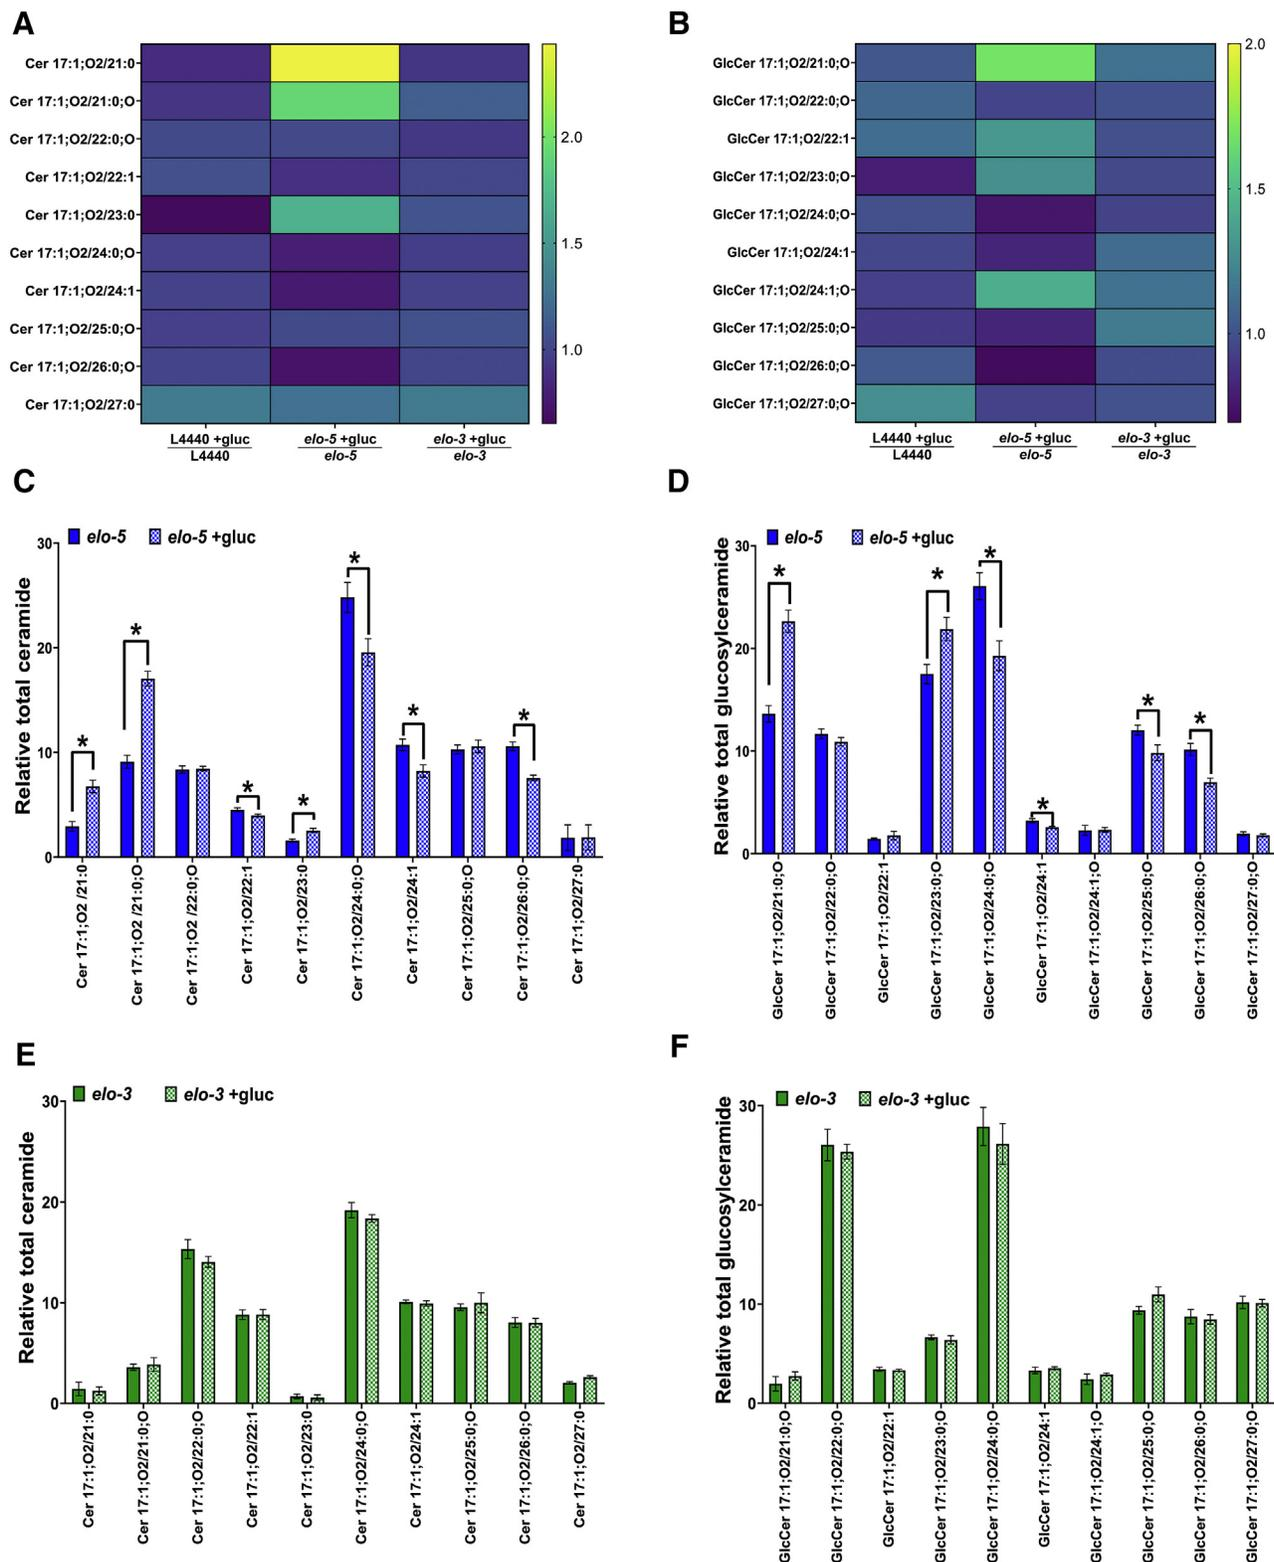 A
Cer 17:1;O2/21:0
Cer 17:1;O2/21:0;O
Cer 17:1;O2/22:0;O
Cer 17:1;O2/22:1
Cer 17:1;O2/23:0
Cer 17:1;O2/24:0;O
Cer 17:1;O2/24:1
Cer 17:1;O2/25:0;O
Cer 17:1;O2/26:0;O
Cer 17:1;O2/27:0
2.0
1.5
1.0
L4440 +gluc
L4440
elo-5 +gluc
elo-5
elo-3 +gluc
elo-3
B
GlcCer 17:1;O2/21:0;O
GlcCer 17:1;O2/22:0;O
GlcCer 17:1;O2/22:1
GlcCer 17:1;O2/23:0;O
GlcCer 17:1;O2/24:0;O
GlcCer 17:1;O2/24:1
GlcCer 17:1;O2/24:1;O
GlcCer 17:1;O2/25:0;O
GlcCer 17:1;O2/26:0;O
GlcCer 17:1;O2/27:0;O
2.0
1.5
1.0
L4440 +gluc
L4440
elo-5 +gluc
elo-5
elo-3 +gluc
elo-3
C
elo-5
elo-5 +gluc
Relative total ceramide
30
20
10
0
* * * * * * *
Cer 17:1;O2 /21:0
Cer 17:1;O2 /21:0;O
Cer 17:1;O2 /22:0;O
Cer 17:1;O2/22:1
Cer 17:1;O2/23:0
Cer 17:1;O2/24:0;O
Cer 17:1;O2/24:1
Cer 17:1;O2/25:0;O
Cer 17:1;O2/26:0;O
Cer 17:1;O2/27:0
D
elo-5
elo-5 +gluc
Relative total glucosylceramide
30
20
10
0
* * * * * *
GlcCer 17:1;O2/21:0;O
GlcCer 17:1;O2/22:0;O
GlcCer 17:1;O2/22:1
GlcCer 17:1;O2/23:0;O
GlcCer 17:1;O2/24:0;O
GlcCer 17:1;O2/24:1
GlcCer 17:1;O2/24:1;O
GlcCer 17:1;O2/25:0;O
GlcCer 17:1;O2/26:0;O
GlcCer 17:1;O2/27:0;O
E
elo-3
elo-3 +gluc
Relative total ceramide
30
20
10
0
Cer 17:1;O2/21:0
Cer 17:1;O2/21:0;O
Cer 17:1;O2/22:0;O
Cer 17:1;O2/22:1
Cer 17:1;O2/23:0
Cer 17:1;O2/24:0;O
Cer 17:1;O2/24:1
Cer 17:1;O2/25:0;O
Cer 17:1;O2/26:0;O
Cer 17:1;O2/27:0
F
elo-3
elo-3 +gluc
Relative total glucosylceramide
30
20
10
0
GlcCer 17:1;O2/21:0;O
GlcCer 17:1;O2/22:0;O
GlcCer 17:1;O2/22:1
GlcCer 17:1;O2/23:0;O
GlcCer 17:1;O2/24:0;O
GlcCer 17:1;O2/24:1
GlcCer 17:1;O2/24:1;O
GlcCer 17:1;O2/25:0;O
GlcCer 17:1;O2/26:0;O
GlcCer 17:1;O2/27:0;O